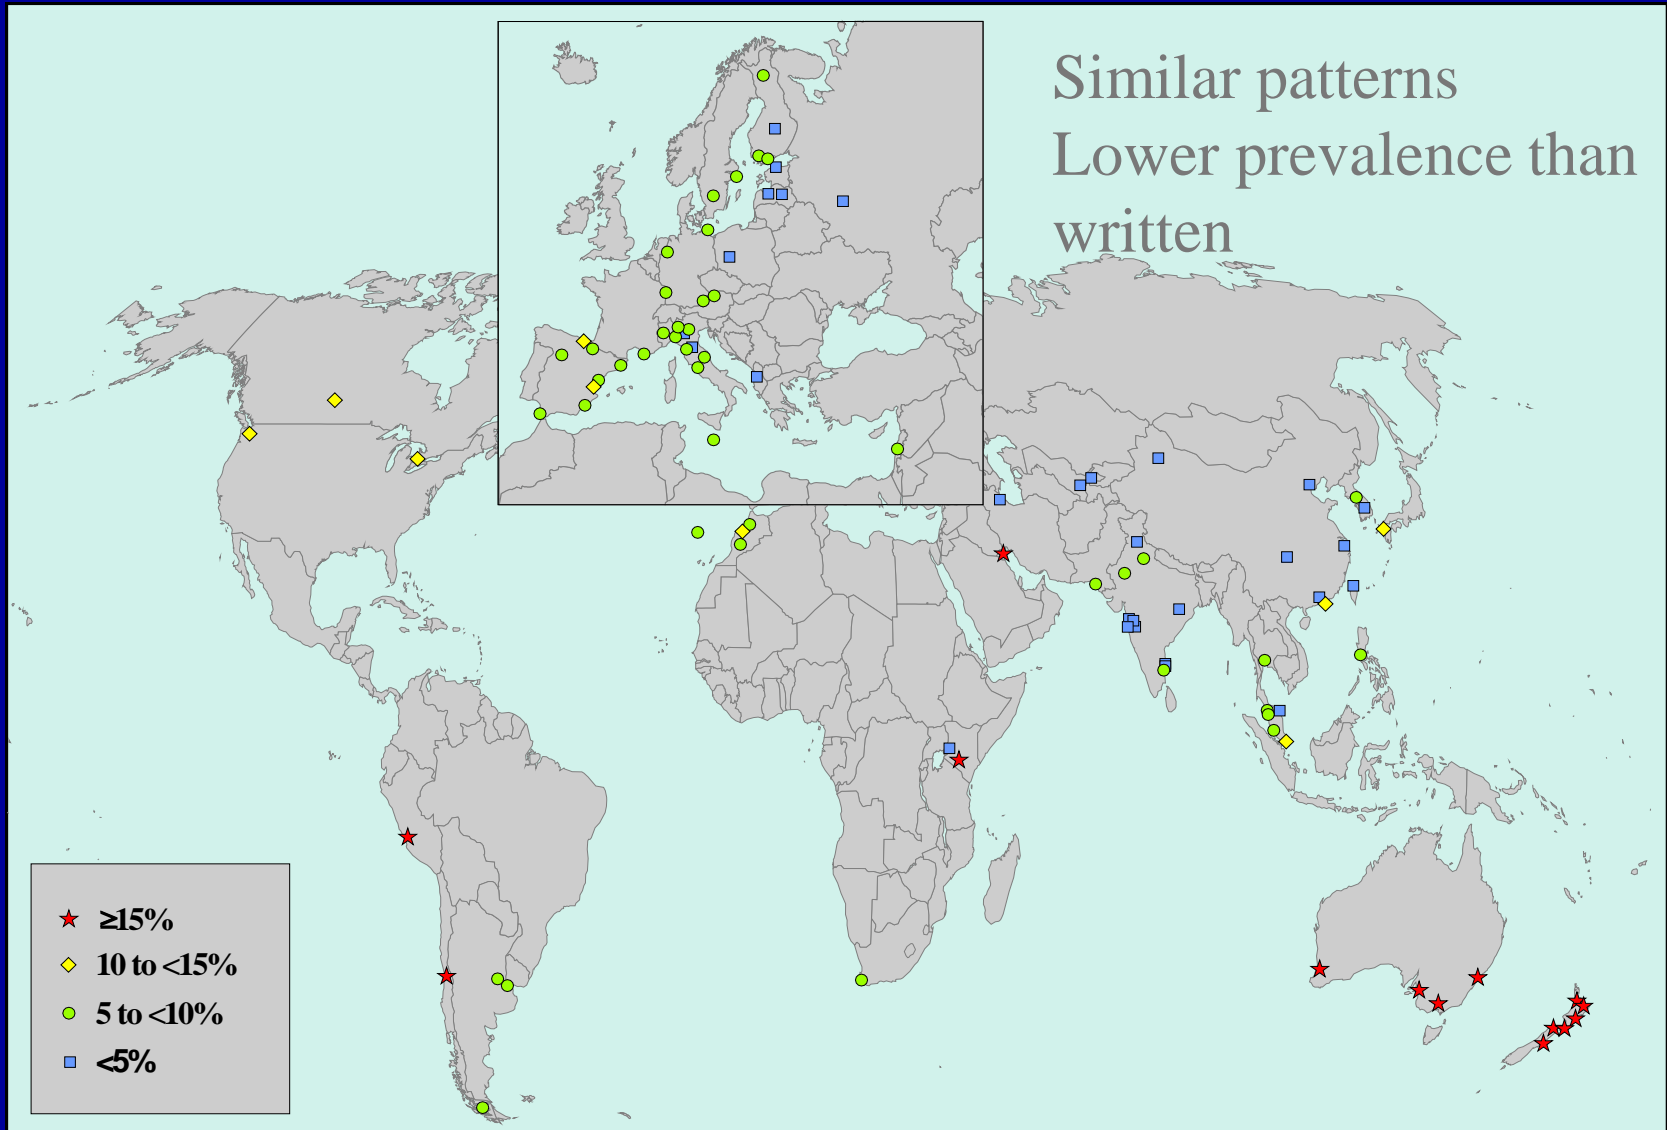 Similar patterns
Lower prevalence than
written
≥15%
10 to <15%
5 to <10%
<5%